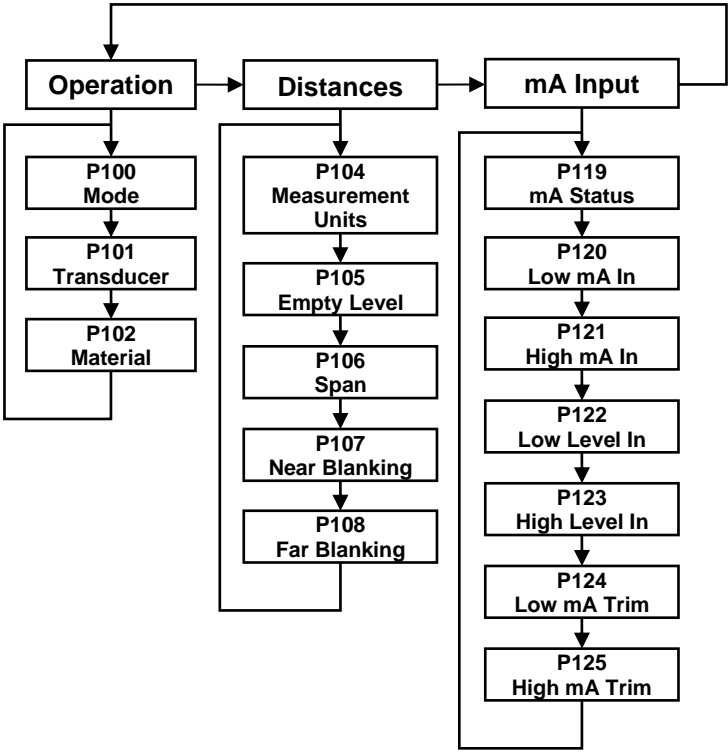 Operation
Distances
mA Input
P100
Mode
P101
Transducer
P102
Material
P104
Measurement
Units
P105
Empty Level
P106
Span
P107
Near Blanking
P108
Far Blanking
P119
mA Status
P120
Low mA In
P121
High mA In
P122
Low Level In
P123
High Level In
P124
Low mA Trim
P125
High mA Trim